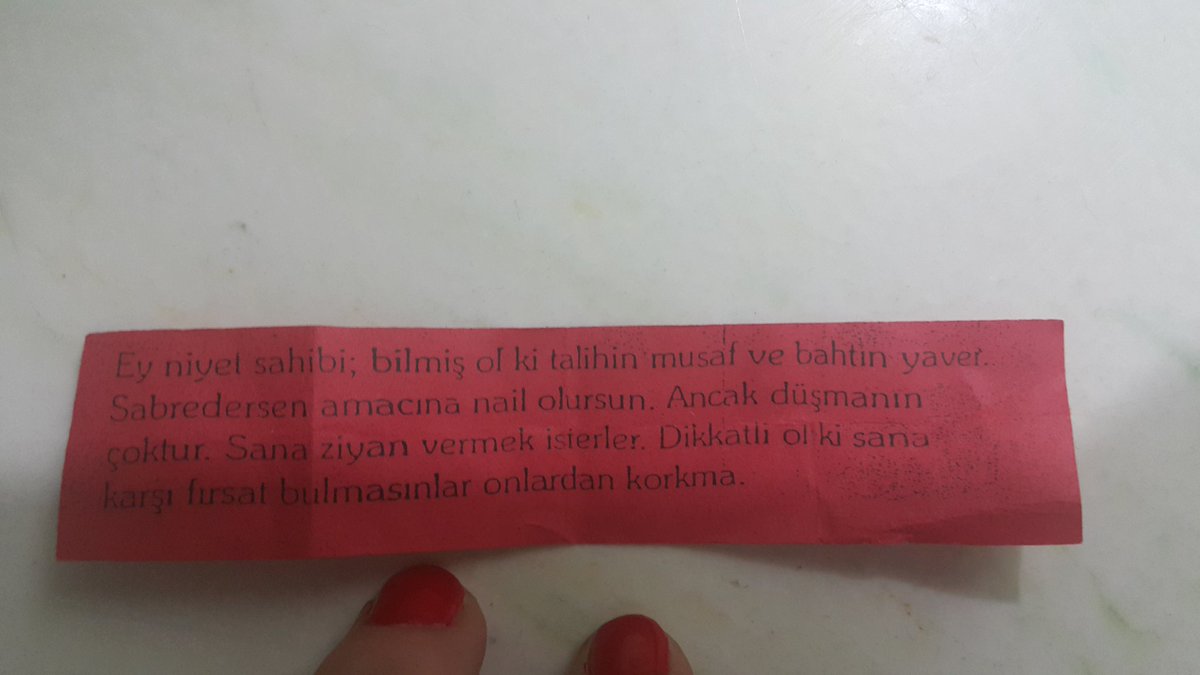 Ey niyet sahibi; bilmiş ol ki talihin musaf ve bahtın yaver..
Sabredersen amacına nail olursun. Ancak düşmanın
çoktur. Sana ziyan vermek isterler. Dikkatli ol ki sana
karşı fırsat bulmasınlar onlardan korkma.